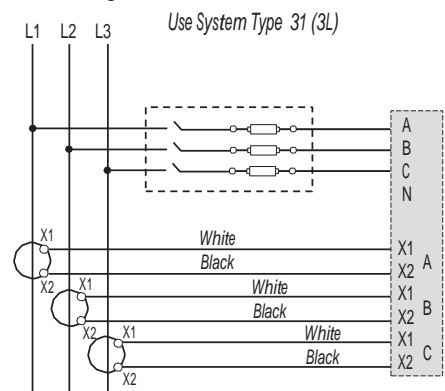 Use System Type 31 (3L)
L1 L2 L3
A
B
C
N
X1 White X1
Black A
X2 X2
X1 White X1
Black B
X2 X2
X1 White X1
Black C
X2 X2